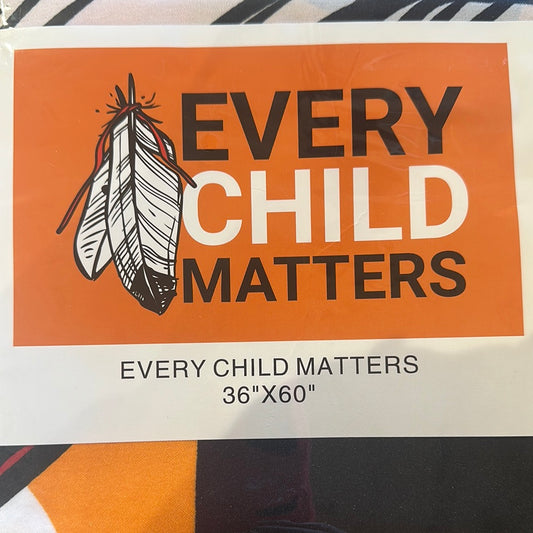 EVERY
CHILD
MATTERS
EVERY CHILD MATTERS
36"X60"